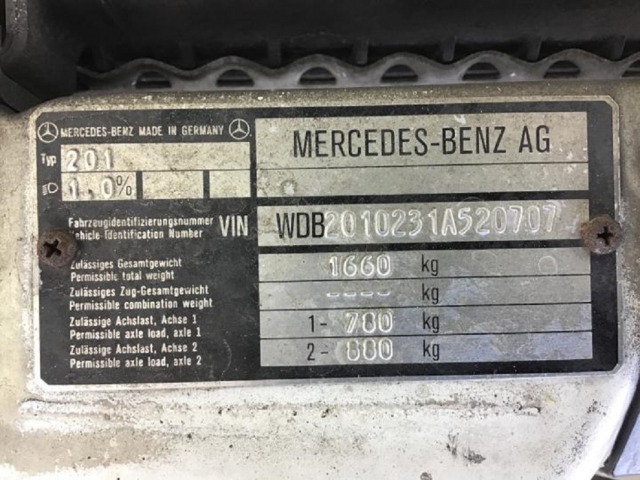 MERCEDES-BENZ MADE IN GERMANY
MERCEDES-BENZ AG
Typ 201
1,0%
Fahrzeugidentifizierungsnummer
Vehicle Identification Number
VIN WDB2010231A520707
Zulässiges Gesamtgewicht
Permissible total weight
1660 kg
Zulässiges Zug-Gesamtgewicht
Permissible combination weight
---- kg
Zulässige Achslast, Achse 1
Permissible axle load, axle 1
1- 780 kg
Zulässige Achslast, Achse 2
Permissible axle load, axle 2
2- 880 kg